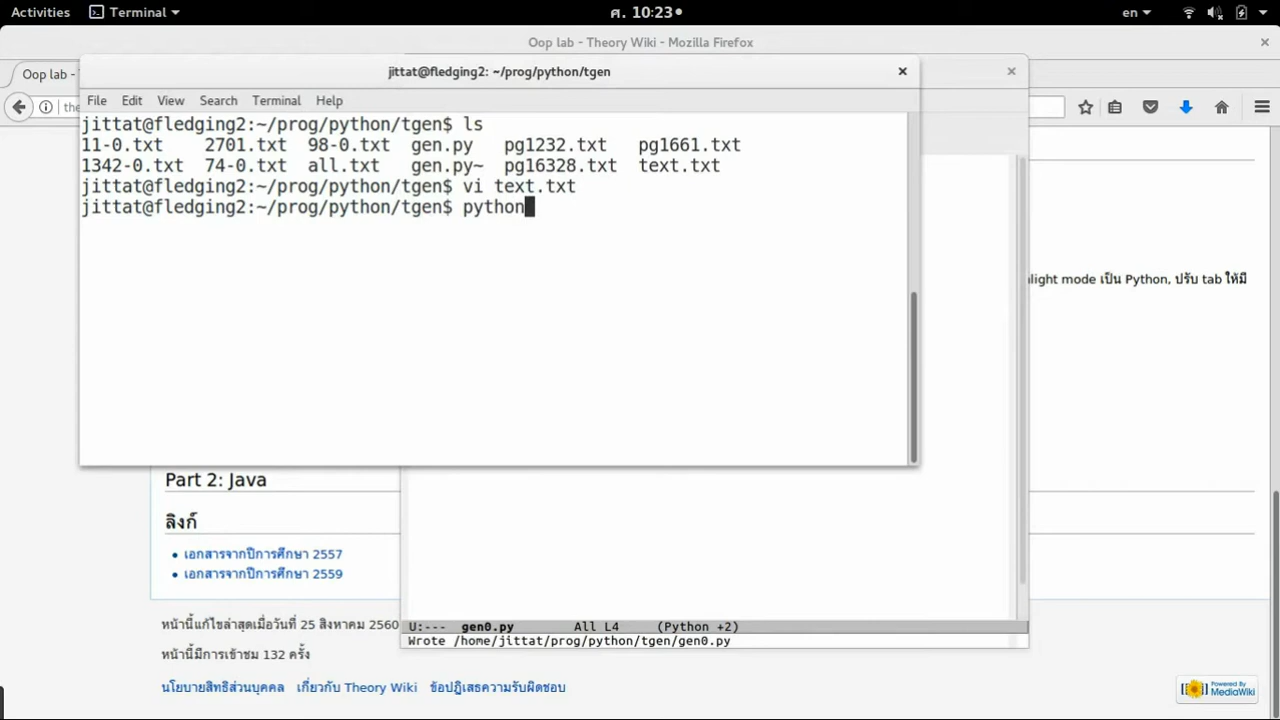 Activities Terminal ศ. 10:23 en
Oop lab - Theory Wiki - Mozilla Firefox
Oop lab -
jittat@fledging2: ~/prog/python/tgen
the
File Edit View Search Terminal Help
jittat@fledging2:~/prog/python/tgen$ ls
11-0.txt 2701.txt 98-0.txt gen.py pg1232.txt pg1661.txt
1342-0.txt 74-0.txt all.txt gen.py~ pg16328.txt text.txt
jittat@fledging2:~/prog/python/tgen$ vi text.txt
jittat@fledging2:~/prog/python/tgen$ python
light mode เป็น Python, ปรับ tab ให้มี
Part 2: Java
ลิงก์
เอกสารจากปีการศึกษา 2557
เอกสารจากปีการศึกษา 2559
หน้านี้แก้ไขล่าสุดเมื่อวันที่ 25 สิงหาคม 2560
U:--- gen0.py All L4 (Python +2)
Wrote /home/jittat/prog/python/tgen/gen0.py
หน้านี้มีการเข้าชม 132 ครั้ง
นโยบายสิทธิส่วนบุคคล เกี่ยวกับ Theory Wiki ข้อปฏิเสธความรับผิดชอบ
Powered By MediaWiki